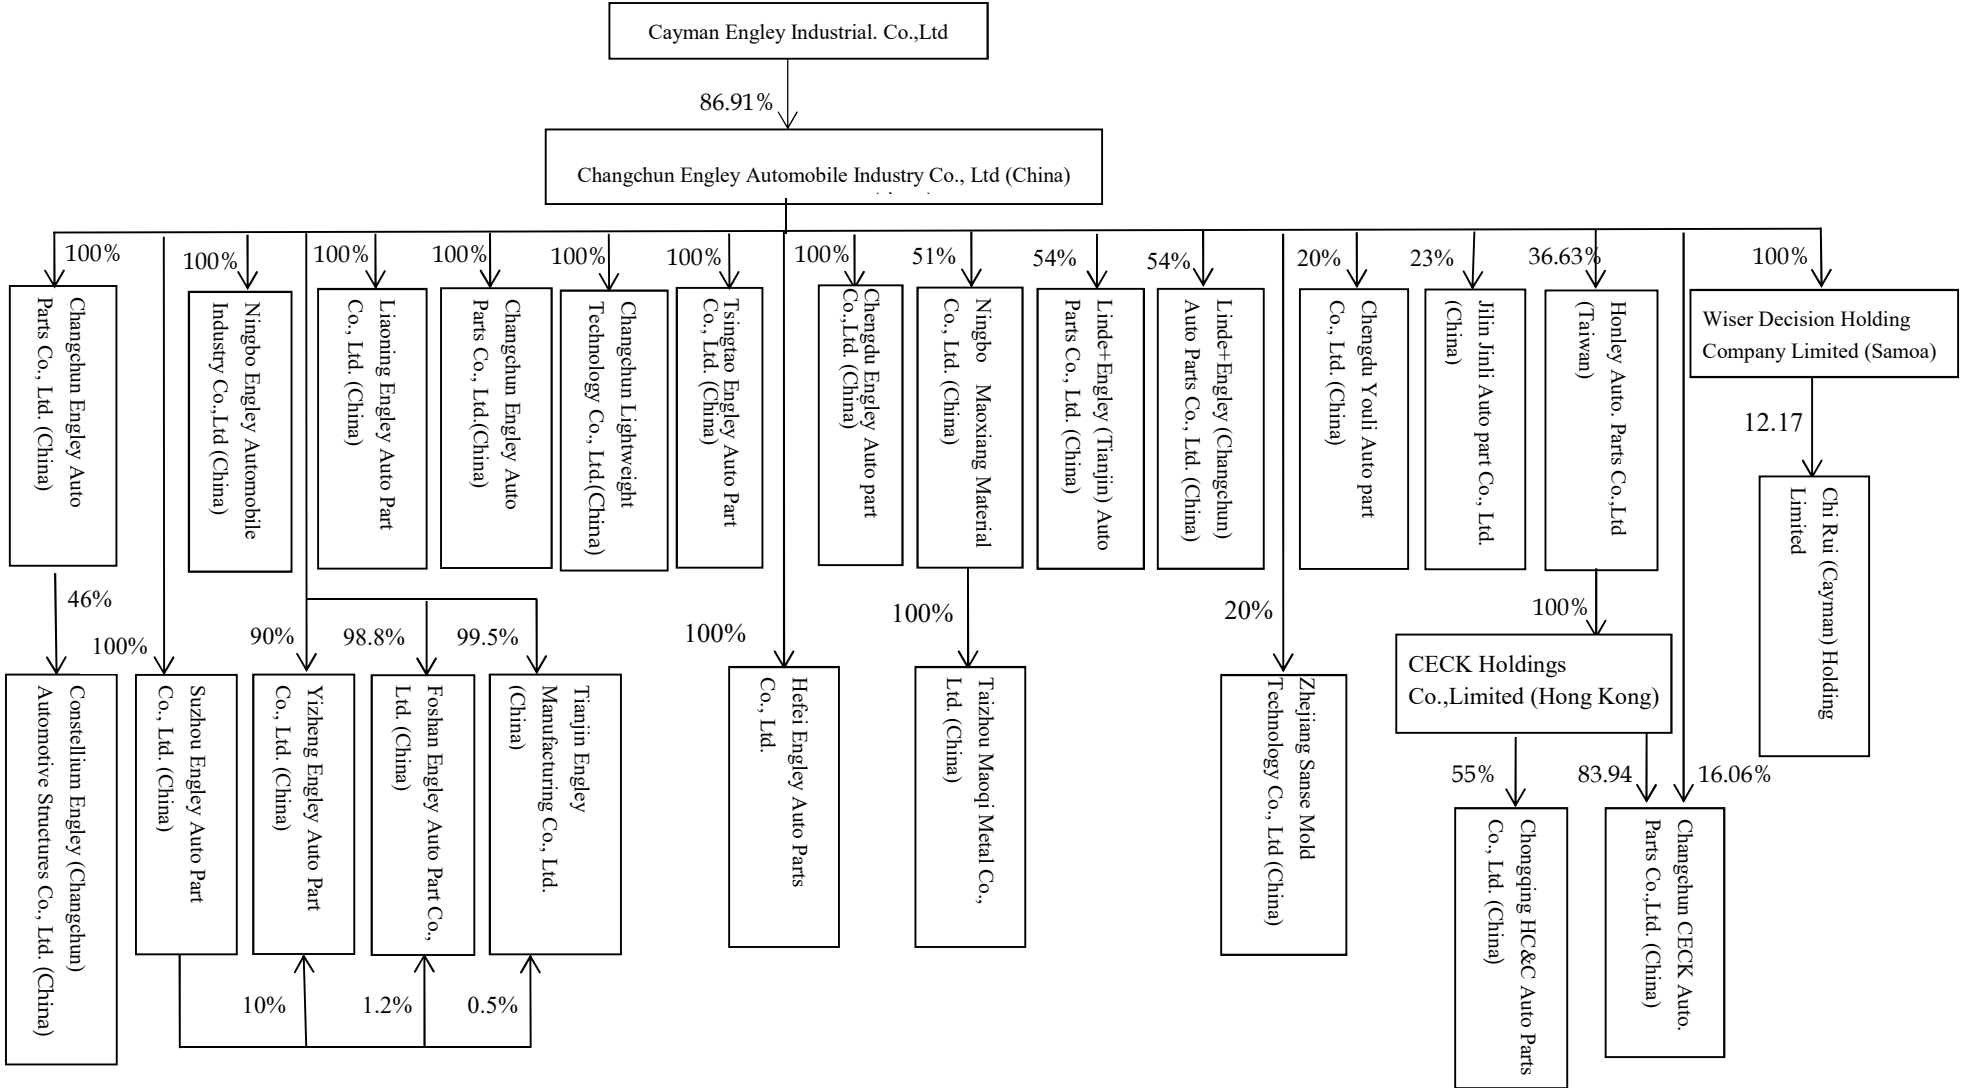 Cayman Engley Industrial. Co.,Ltd
86.91%
Changchun Engley Automobile Industry Co., Ltd (China)
100%
100%
100%
100%
100%
100%
100%
51%
54%
54%
20%
23%
36.63%
100%
Changchun Engley Auto
Parts Co., Ltd. (China)
Ningbo Engley Automobile
Industry Co.,Ltd (China)
Liaoning Engley Auto Part
Co., Ltd. (China)
Changchun Engley Auto
Parts Co., Ltd.(China)
Changchun Lightweight
Technology Co., Ltd.(China)
Tsingtao Engley Auto Part
Co., Ltd. (China)
Chengdu Engley Auto part
Co.,Ltd. (China)
Ningbo Maoxiang Material
Co., Ltd. (China)
Linde+Engley (Tianjin) Auto
Parts Co., Ltd. (China)
Linde+Engley (Changchun)
Auto Parts Co., Ltd. (China)
Chengdu Youli Auto part
Co., Ltd. (China)
Jilin Jinli Auto part Co., Ltd.
(China)
Honley Auto. Parts Co.,Ltd
(Taiwan)
Wiser Decision Holding
Company Limited (Samoa)
12.17
Chi Rui (Cayman) Holding
Limited
46%
100%
90%
98.8%
99.5%
100%
100%
20%
100%
Constellium Engley (Changchun)
Automotive Structures Co., Ltd. (China)
Suzhou Engley Auto Part
Co., Ltd. (China)
Yizheng Engley Auto Part
Co., Ltd. (China)
Foshan Engley Auto Part Co.,
Ltd. (China)
Tianjin Engley
Manufacturing Co., Ltd.
(China)
Hefei Engley Auto Parts
Co., Ltd.
Taizhou Maoqi Metal Co.,
Ltd. (China)
Zhejiang Sanse Mold
Technology Co., Ltd (China)
CECK Holdings
Co.,Limited (Hong Kong)
55%
83.94
16.06%
Chongqing HC&C Auto Parts
Co., Ltd. (China)
Changchun CECK Auto.
Parts Co.,Ltd. (China)
10%
1.2%
0.5%